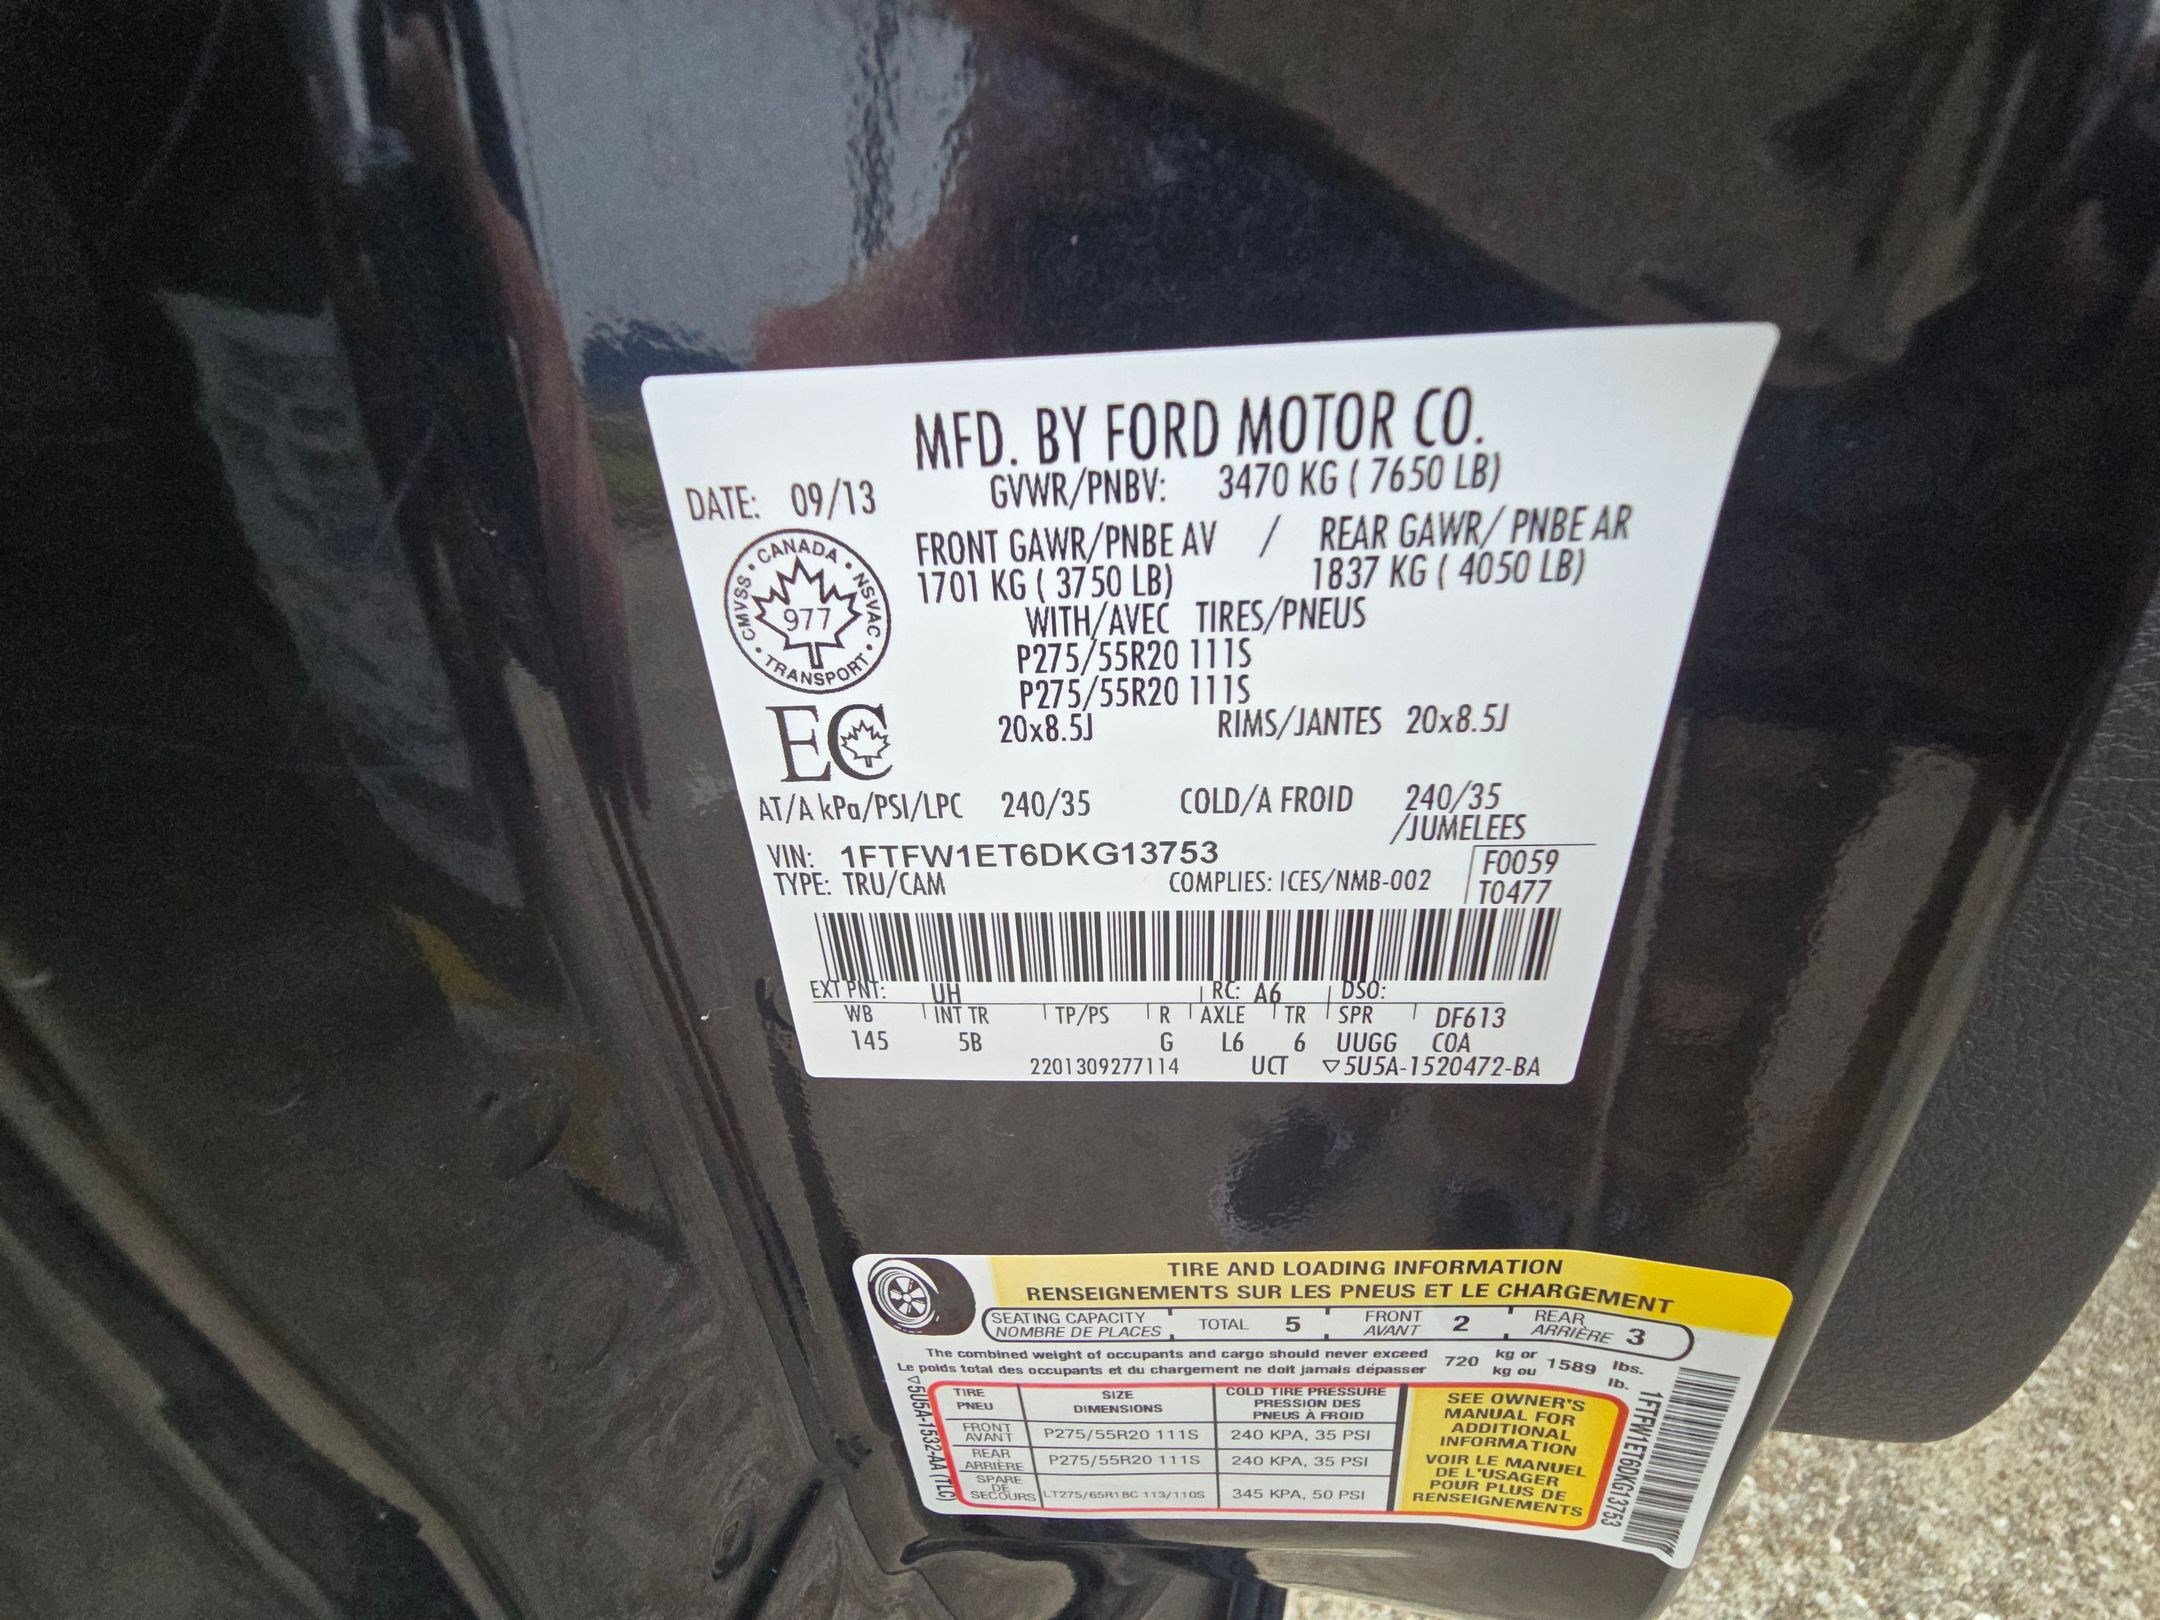 MFD. BY FORD MOTOR CO.
DATE: 09/13 GVWR/PNBV: 3470 KG ( 7650 LB)
FRONT GAWR/PNBE AV / REAR GAWR/ PNBE AR
1701 KG ( 3750 LB) 1837 KG ( 4050 LB)
WITH/AVEC TIRES/PNEUS
P275/55R20 111S
P275/55R20 111S
20x8.5J RIMS/JANTES 20x8.5J
CANADA • NSVAC • TRANSPORT • CMVSS •
977
EC
AT/A kPa/PSI/LPC 240/35 COLD/A FROID 240/35
/JUMELEES
VIN: 1FTFW1ET6DKG13753 F0059
TYPE: TRU/CAM COMPLIES: ICES/NMB-002 T0477
EXT PNT: UH RC: A6 DSO:
WB INT TR TP/PS R AXLE TR SPR DF613
145 5B G L6 6 UUGG COA
2201309277114 UCT ▽5U5A-1520472-BA
TIRE AND LOADING INFORMATION
RENSEIGNEMENTS SUR LES PNEUS ET LE CHARGEMENT
SEATING CAPACITY
NOMBRE DE PLACES
TOTAL 5
FRONT
AVANT 2
REAR
ARRIÈRE 3
The combined weight of occupants and cargo should never exceed 720 kg or 1589 lbs.
Le poids total des occupants et du chargement ne doit jamais dépasser kg ou lb.
TIRE
PNEU
SIZE
DIMENSIONS
COLD TIRE PRESSURE
PRESSION DES
PNEUS À FROID
FRONT
AVANT
P275/55R20 111S 240 KPA, 35 PSI
REAR
ARRIÈRE
P275/55R20 111S 240 KPA, 35 PSI
SPARE
DE
SECOURS
LT275/65R18C 113/110S 345 KPA, 50 PSI
SEE OWNER'S
MANUAL FOR
ADDITIONAL
INFORMATION
VOIR LE MANUEL
DE L'USAGER
POUR PLUS DE
RENSEIGNEMENTS
▽5U5A-1532-AA (TLC)
1FTFW1ET6DKG13753